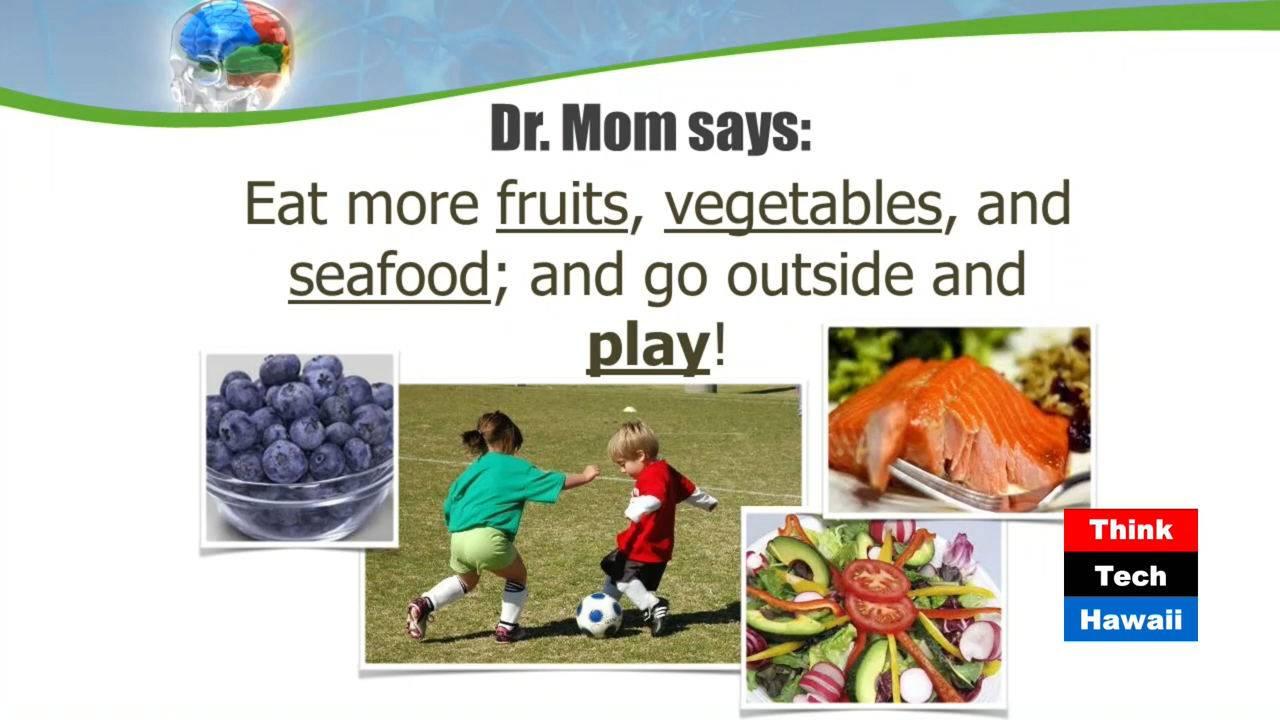 Dr. Mom says:
Eat more fruits, vegetables, and
seafood; and go outside and
play!
Think
Tech
Hawaii